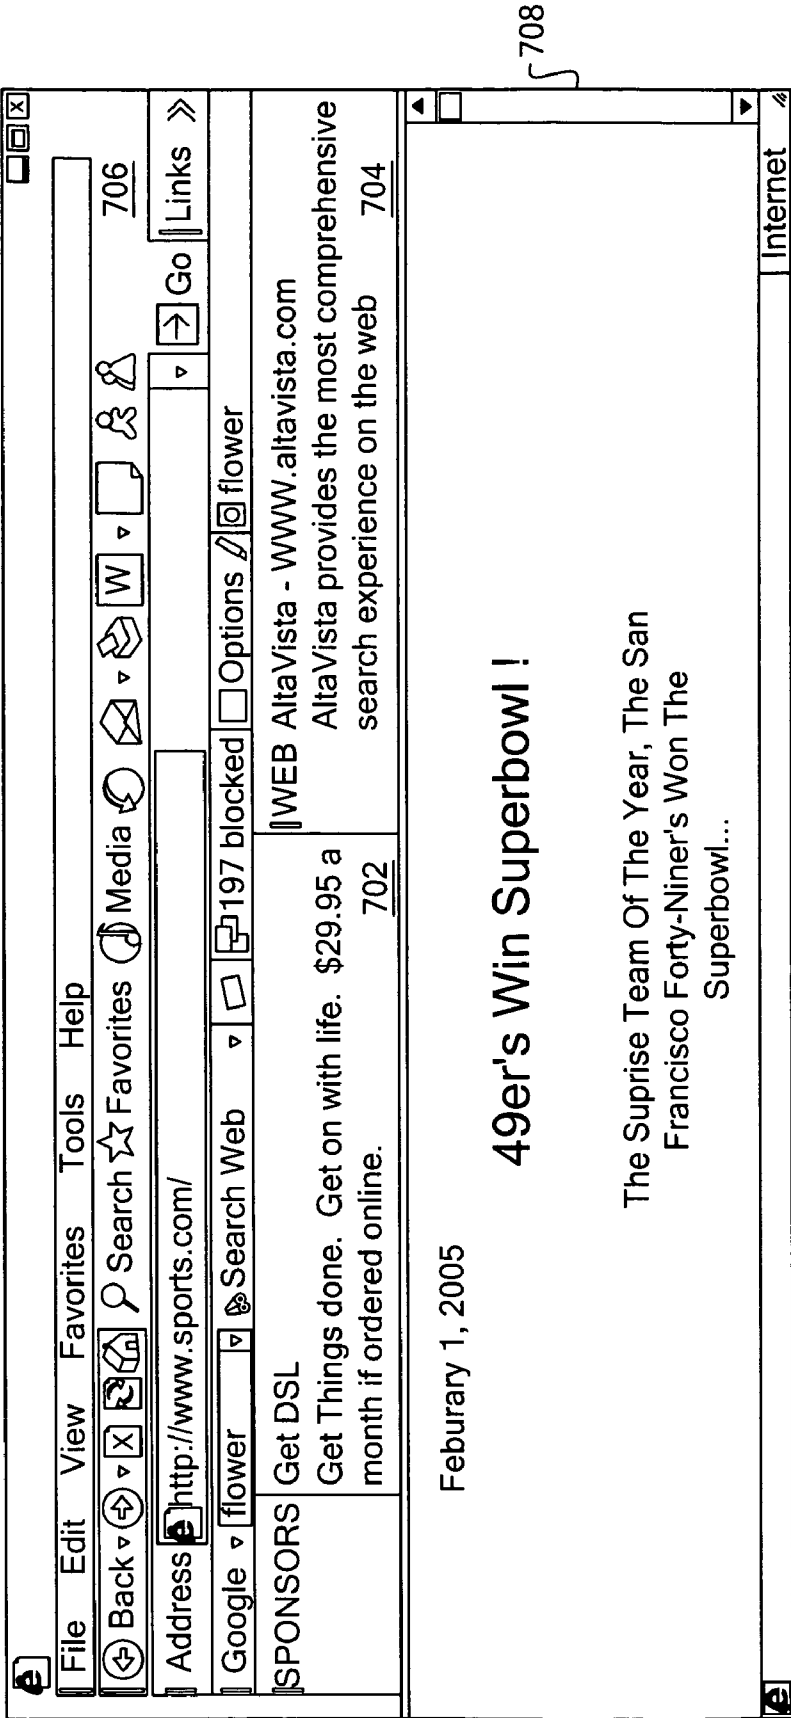 706
File Edit View Favorites Tools Help
Back X Search Favorites Media W
Address http://www.sports.com/ Go Links »
Google flower Search Web 197 blocked Options flower
SPONSORS Get DSL
Get Things done. Get on with life. $29.95 a
month if ordered online.
702
WEB AltaVista - WWW.altavista.com
AltaVista provides the most comprehensive
search experience on the web
704
708
Feburary 1, 2005
49er's Win Superbowl !
The Suprise Team Of The Year, The San
Francisco Forty-Niner's Won The
Superbowl...
Internet